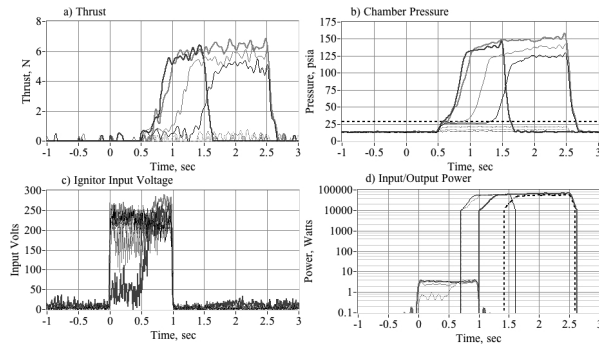 a) Thrust
Thrust, N
8
6
4
2
0
-1 -0.5 0 0.5 1 1.5 2 2.5 3
Time, sec
b) Chamber Pressure
Pressure, psia
175
150
125
100
75
50
25
0
-1 -0.5 0 0.5 1 1.5 2 2.5 3
Time, sec
c) Ignitor Input Voltage
Input Volts
300
250
200
150
100
50
0
-1 -0.5 0 0.5 1 1.5 2 2.5 3
Time, sec
d) Input/Output Power
Power, Watts
100000
10000
1000
100
10
1
0.1
-1 -0.5 0 0.5 1 1.5 2 2.5 3
Time, sec